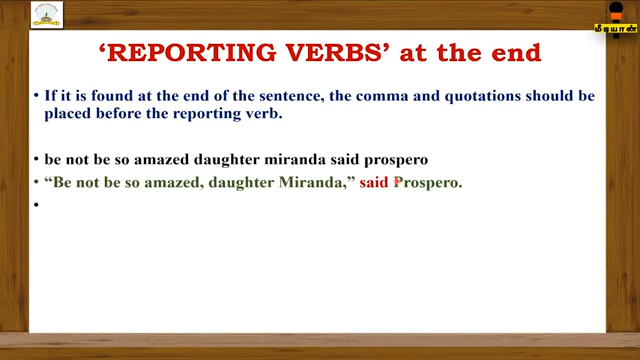 மீடியான்
‘REPORTING VERBS’ at the end
• If it is found at the end of the sentence, the comma and quotations should be
placed before the reporting verb.
• be not be so amazed daughter miranda said prospero
• “Be not be so amazed, daughter Miranda,” said Prospero.
•